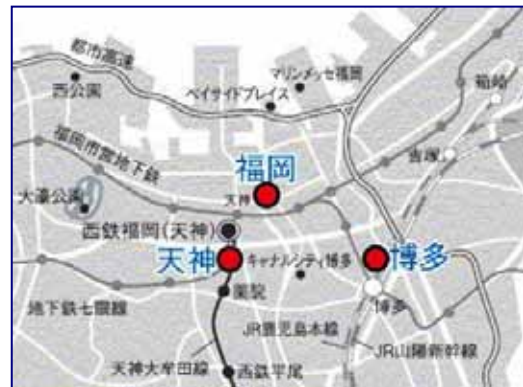 都市高速
西公園
マリンメッセ福岡
ベイサイドプレイス
箱崎
吉塚
福岡市営地下鉄
福岡
天神
大濠公園
西鉄福岡(天神)
天神
キャナルシティ博多
博多
薬院
博多
地下鉄七隈線
JR鹿児島本線
JR山陽新幹線
天神大牟田線
西鉄平尾